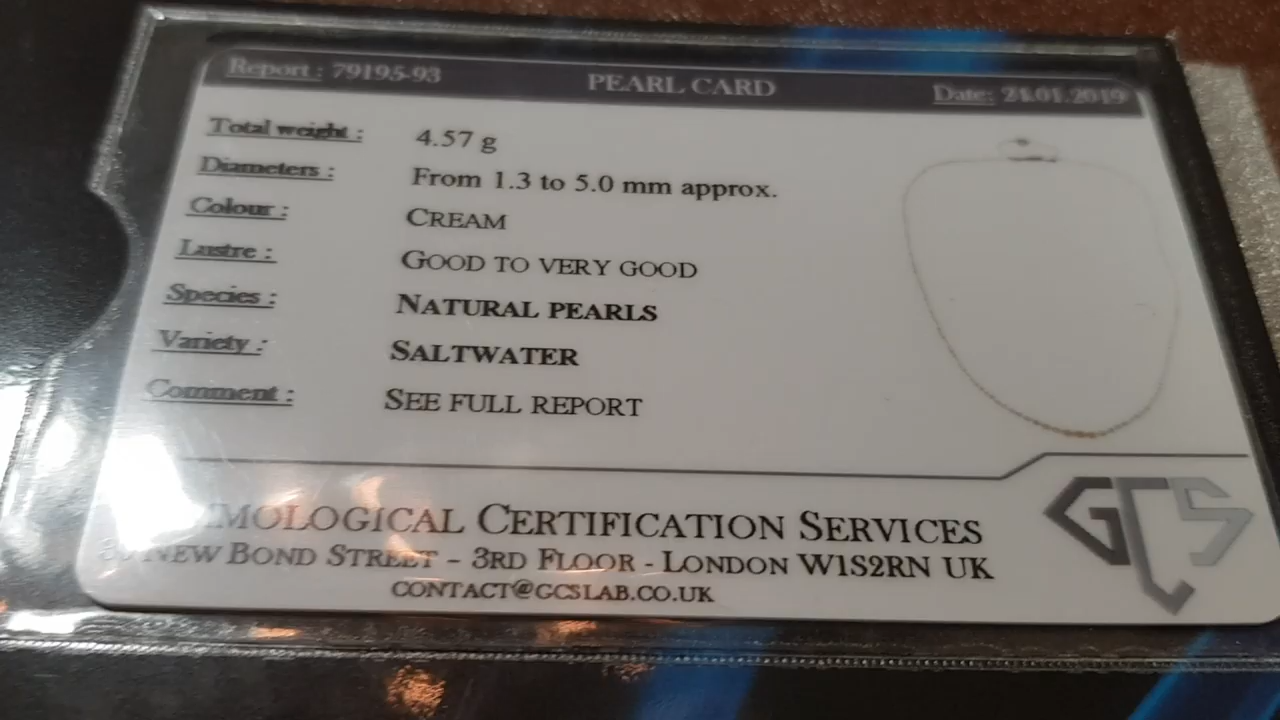 Report : 79195-93
PEARL CARD
Date: 21.01.2019
Total weight : 4.57 g
Diameters : From 1.3 to 5.0 mm approx.
Colour : CREAM
Lustre : GOOD TO VERY GOOD
Species : NATURAL PEARLS
Variety : SALTWATER
Comment : SEE FULL REPORT
GCS
CERTIFICATION SERVICES
NEW BOND STREET - 3RD FLOOR - LONDON W1S2RN UK
CONTACT@GCSLAB.CO.UK